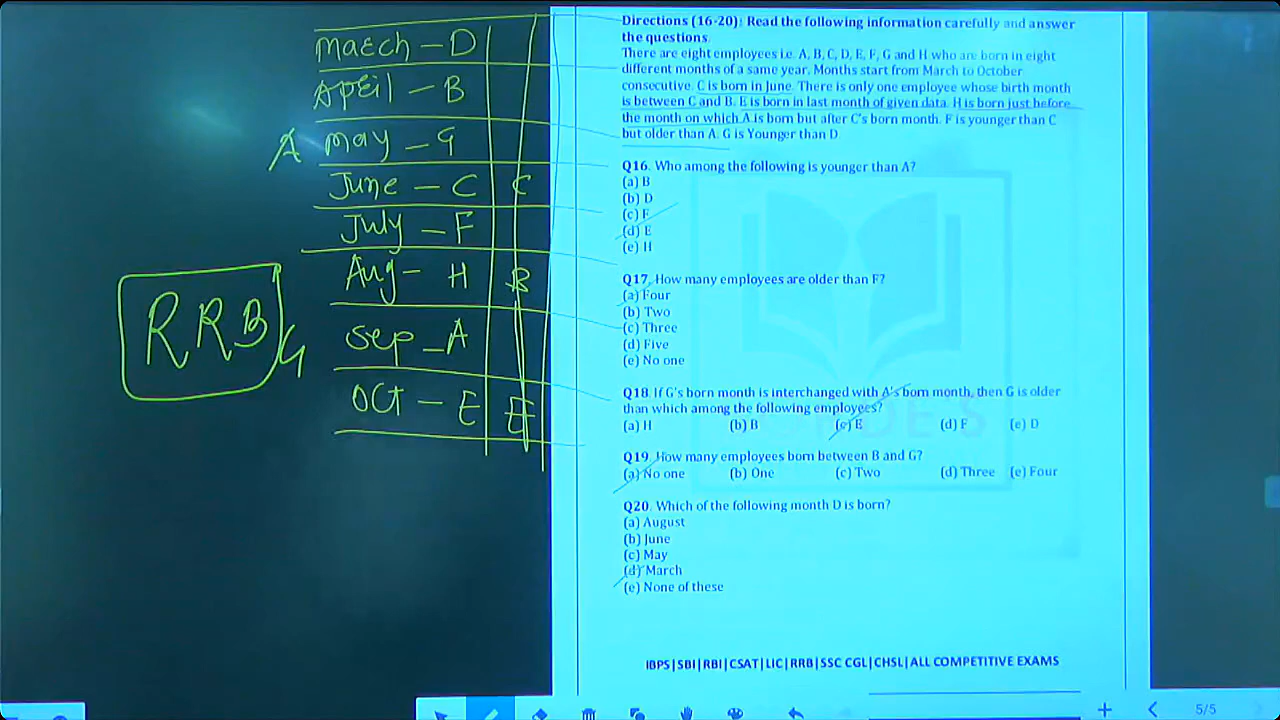 March - D
April - B
A May - G
June - C C
July - F
Aug - H B
Sep - A
Oct - E E
RRB
Directions (16-20): Read the following information carefully and answer
the questions.
There are eight employees i.e. A, B, C, D, E, F, G and H who are born in eight
different months of a same year. Months start from March to October
consecutive. C is born in June. There is only one employee whose birth month
is between C and B. E is born in last month of given data. H is born just before
the month on which A is born but after C's born month. F is younger than C
but older than A. G is Younger than D.
Q16. Who among the following is younger than A?
(a) B
(b) D
(c) F
(d) E
(e) H
Q17. How many employees are older than F?
(a) Four
(b) Two
(c) Three
(d) Five
(e) No one
Q18. If G's born month is interchanged with A's born month, then G is older
than which among the following employees?
(a) H (b) B (c) E (d) F (e) D
Q19. How many employees born between B and G?
(a) No one (b) One (c) Two (d) Three (e) Four
Q20. Which of the following month D is born?
(a) August
(b) June
(c) May
(d) March
(e) None of these
IBPS|SBI|RBI|CSAT|LIC|RRB|SSC CGL|CHSL|ALL COMPETITIVE EXAMS
5/5